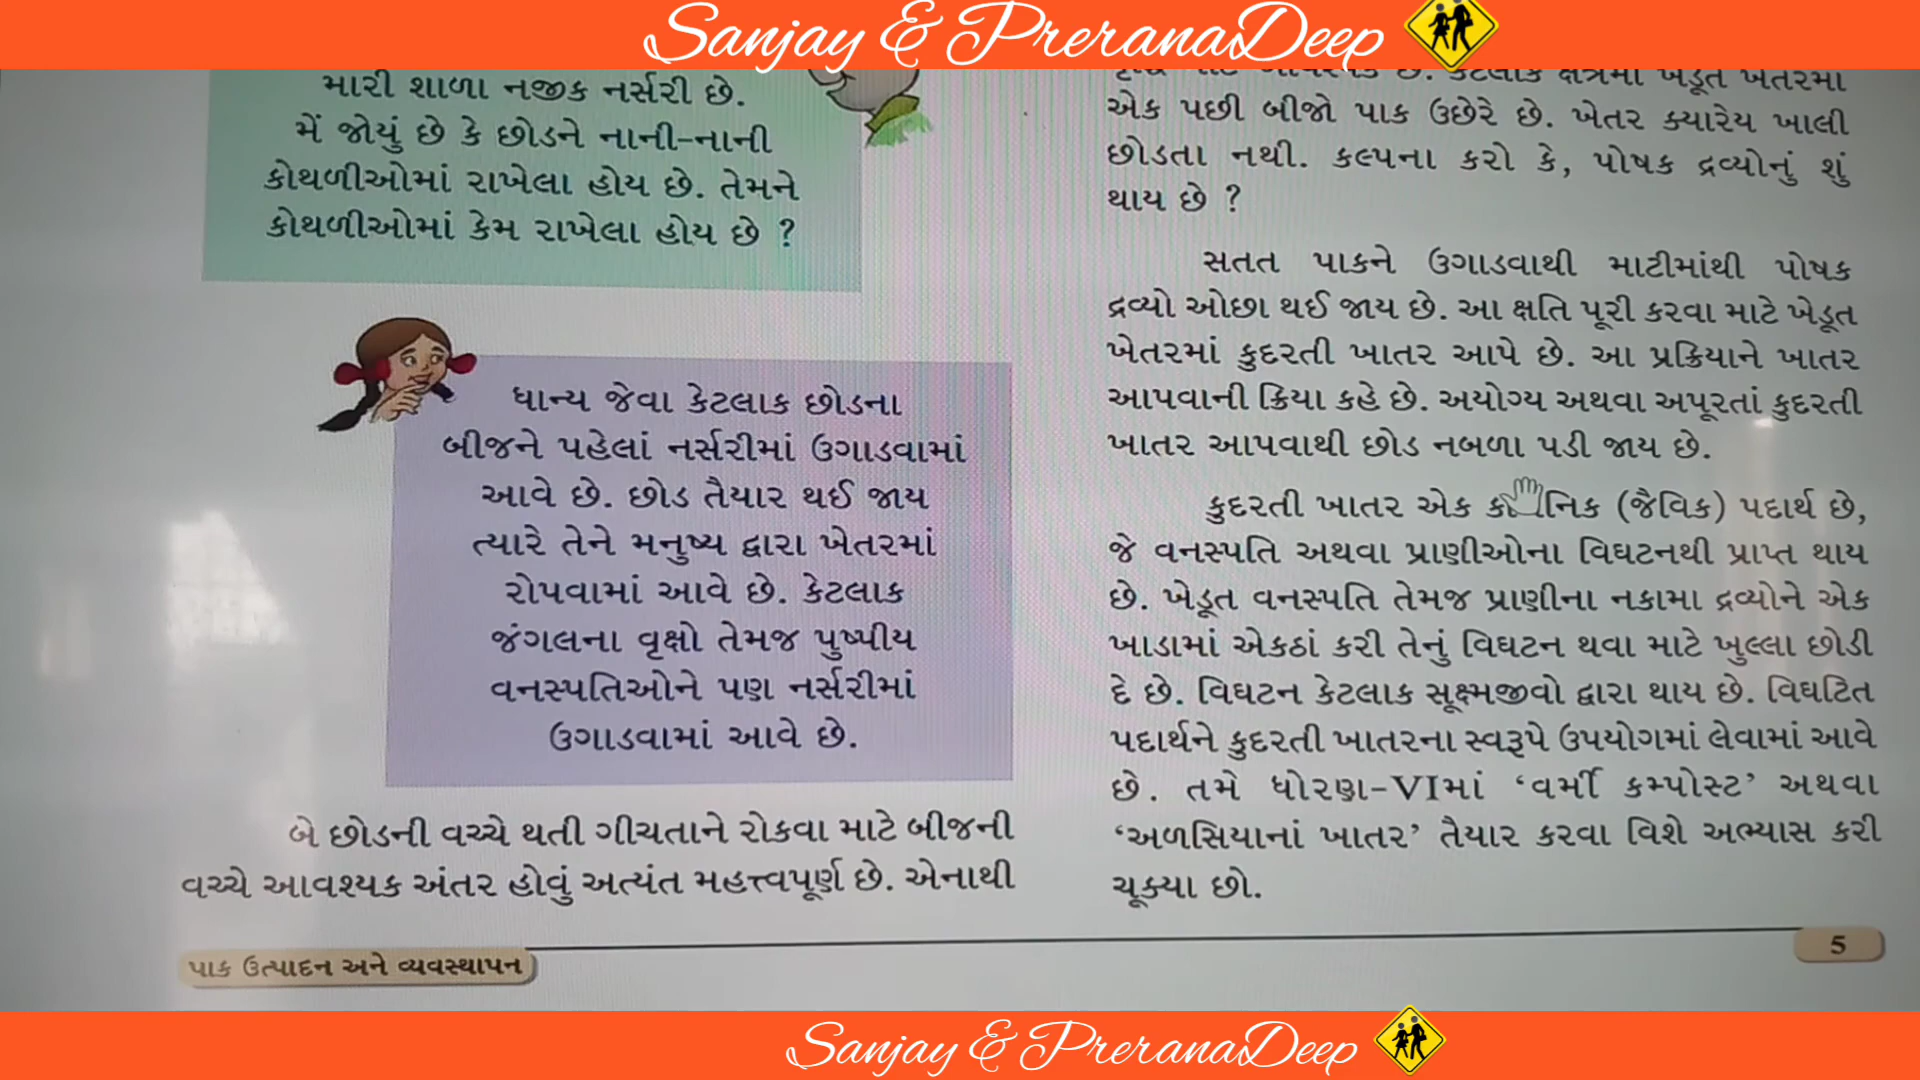 Sanjay & PreranaDeep
મારી શાળા નજીક નર્સરી છે.
મેં જોયું છે કે છોડને નાની-નાની
કોથળીઓમાં રાખેલા હોય છે. તેમને
કોથળીઓમાં કેમ રાખેલા હોય છે ?
ધાન્ય જેવા કેટલાક છોડના
બીજને પહેલાં નર્સરીમાં ઉગાડવામાં
આવે છે. છોડ તૈયાર થઈ જાય
ત્યારે તેને મનુષ્ય દ્વારા ખેતરમાં
રોપવામાં આવે છે. કેટલાક
જંગલના વૃક્ષો તેમજ પુષ્પીય
વનસ્પતિઓને પણ નર્સરીમાં
ઉગાડવામાં આવે છે.
બે છોડની વચ્ચે થતી ગીચતાને રોકવા માટે બીજની
વચ્ચે આવશ્યક અંતર હોવું અત્યંત મહત્ત્વપૂર્ણ છે. એનાથી
છે. કેટલાક ક્ષેત્રમાં ખેડૂત ખેતરમાં
એક પછી બીજો પાક ઉછેરે છે. ખેતર ક્યારેય ખાલી
છોડતા નથી. કલ્પના કરો કે, પોષક દ્રવ્યોનું શું
થાય છે ?
સતત પાકને ઉગાડવાથી માટીમાંથી પોષક
દ્રવ્યો ઓછા થઈ જાય છે. આ ક્ષતિ પૂરી કરવા માટે ખેડૂત
ખેતરમાં કુદરતી ખાતર આપે છે. આ પ્રક્રિયાને ખાતર
આપવાની ક્રિયા કહે છે. અયોગ્ય અથવા અપૂરતાં કુદરતી
ખાતર આપવાથી છોડ નબળા પડી જાય છે.
કુદરતી ખાતર એક (જૈવિક) પદાર્થ છે,
જે વનસ્પતિ અથવા પ્રાણીઓના વિઘટનથી પ્રાપ્ત થાય
છે. ખેડૂત વનસ્પતિ તેમજ પ્રાણીના નકામા દ્રવ્યોને એક
ખાડામાં એકઠાં કરી તેનું વિઘટન થવા માટે ખુલ્લા છોડી
દે છે. વિઘટન કેટલાક સૂક્ષ્મજીવો દ્વારા થાય છે. વિઘટિત
પદાર્થને કુદરતી ખાતરના સ્વરૂપે ઉપયોગમાં લેવામાં આવે
છે. તમે ધોરણ-VIમાં ‘વર્મી કમ્પોસ્ટ’ અથવા
‘અળસિયાનાં ખાતર’ તૈયાર કરવા વિશે અભ્યાસ કરી
ચૂક્યા છો.
પાક ઉત્પાદન અને વ્યવસ્થાપન
5
Sanjay & PreranaDeep